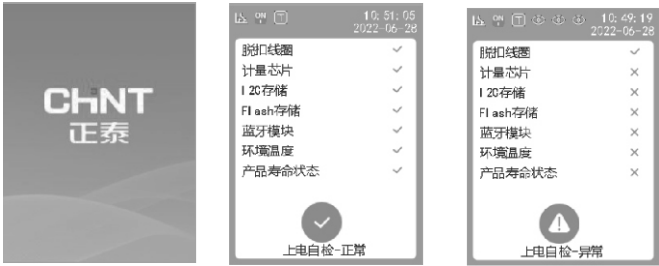 CHNT
正泰
ON T 10:51:05
2022-06-28
脱扣线圈 ✓
计量芯片 ✓
I2C存储 ✓
Flash存储 ✓
蓝牙模块 ✓
环境温度 ✓
产品寿命状态 ✓
上电自检-正常
ON T 10:49:19
2022-06-28
脱扣线圈 ✓
计量芯片 ×
I2C存储 ×
Flash存储 ×
蓝牙模块 ×
环境温度 ×
产品寿命状态 ×
上电自检-异常